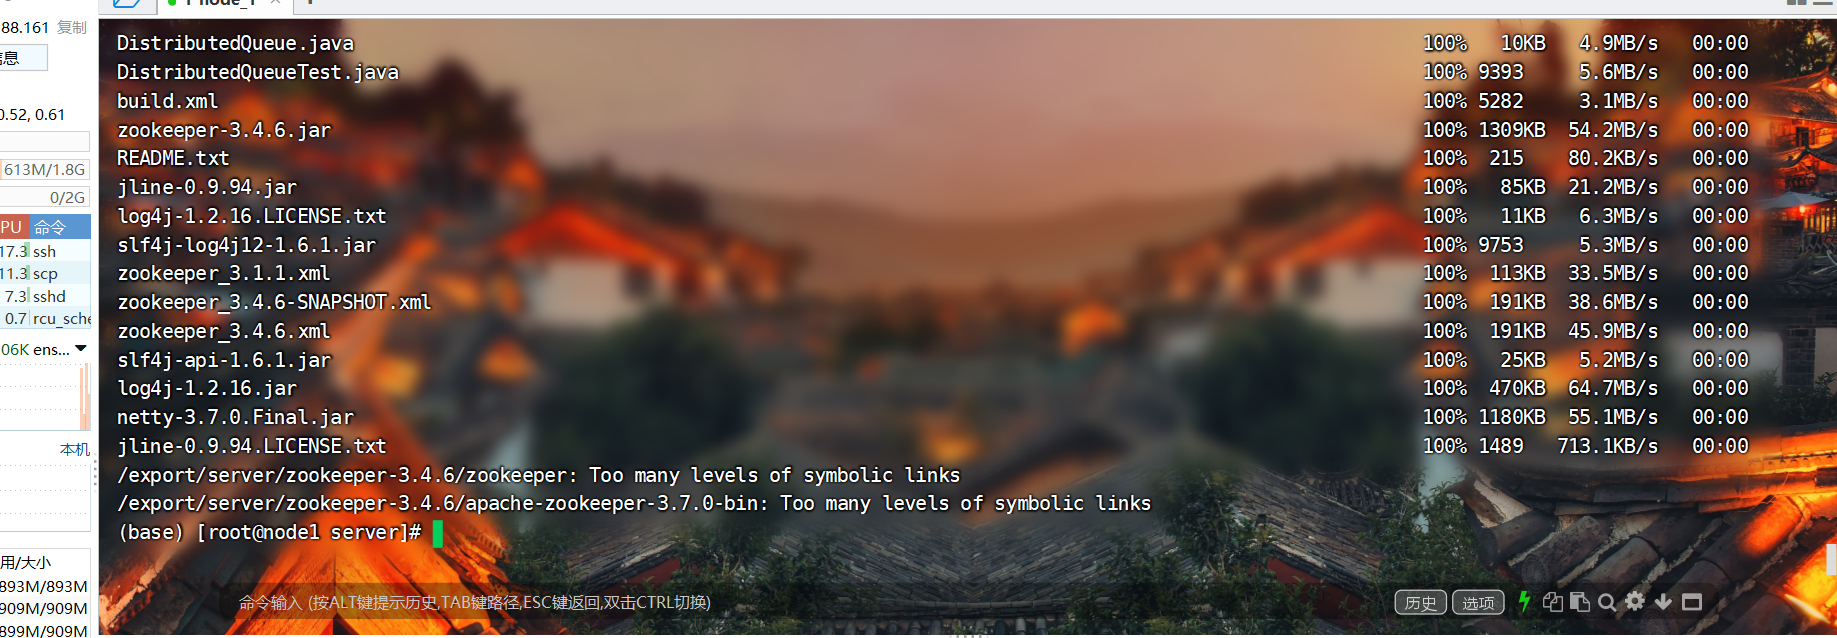 1 node_1
88.161 复制
信息
0.52, 0.61
613M/1.8G
0/2G
PU 命令
17.3 ssh
11.3 scp
7.3 sshd
0.7 rcu_sche
06K ens...
本机
用/大小
893M/893M
909M/909M
899M/909M
DistributedQueue.java 100% 10KB 4.9MB/s 00:00
DistributedQueueTest.java 100% 9393 5.6MB/s 00:00
build.xml 100% 5282 3.1MB/s 00:00
zookeeper-3.4.6.jar 100% 1309KB 54.2MB/s 00:00
README.txt 100% 215 80.2KB/s 00:00
jline-0.9.94.jar 100% 85KB 21.2MB/s 00:00
log4j-1.2.16.LICENSE.txt 100% 11KB 6.3MB/s 00:00
slf4j-log4j12-1.6.1.jar 100% 9753 5.3MB/s 00:00
zookeeper_3.1.1.xml 100% 113KB 33.5MB/s 00:00
zookeeper_3.4.6-SNAPSHOT.xml 100% 191KB 38.6MB/s 00:00
zookeeper_3.4.6.xml 100% 191KB 45.9MB/s 00:00
slf4j-api-1.6.1.jar 100% 25KB 5.2MB/s 00:00
log4j-1.2.16.jar 100% 470KB 64.7MB/s 00:00
netty-3.7.0.Final.jar 100% 1180KB 55.1MB/s 00:00
jline-0.9.94.LICENSE.txt 100% 1489 713.1KB/s 00:00
/export/server/zookeeper-3.4.6/zookeeper: Too many levels of symbolic links
/export/server/zookeeper-3.4.6/apache-zookeeper-3.7.0-bin: Too many levels of symbolic links
(base) [root@node1 server]#
命令输入 (按ALT键提示历史,TAB键路径,ESC键返回,双击CTRL切换)
历史 选项